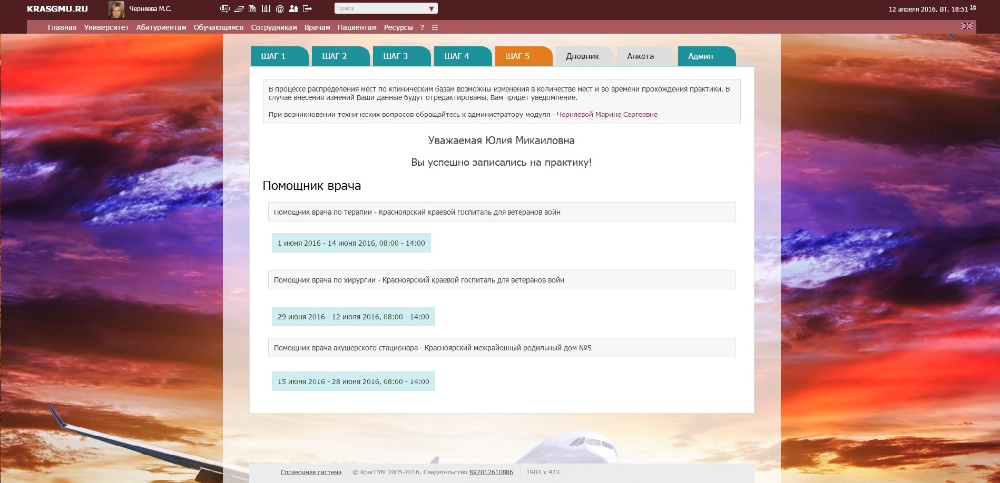 KRASGMU.RU
Черняева М.С.
@
Поиск
12 апреля 2016, ВТ, 18:51 16
Главная Университет Абитуриентам Обучающимся Сотрудникам Врачам Пациентам Ресурсы ?
ШАГ 1 ШАГ 2 ШАГ 3 ШАГ 4 ШАГ 5 Дневник Анкета Админ
В процессе распределения мест по клиническим базам возможны изменения в количестве мест и во времени прохождения практики. В
случае внесения измений Ваши данные будут отредактированы, Вам придет уведомление.
При возникновении технических вопросов обращайтесь к администратору модуля - Черняевой Марине Сергеевне
Уважаемая Юлия Микаиловна
Вы успешно записались на практику!
Помощник врача
Помощник врача по терапии - Красноярский краевой госпиталь для ветеранов войн
1 июня 2016 - 14 июня 2016, 08:00 - 14:00
Помощник врача по хирургии - Красноярский краевой госпиталь для ветеранов войн
29 июня 2016 - 12 июля 2016, 08:00 - 14:00
Помощник врача акушерского стационара - Красноярский межрайонный родильный дом №5
15 июня 2016 - 28 июня 2016, 08:00 - 14:00
Справочная система © КрасГМУ 2005-2016, Свидетельство №2012610886 1903 x 973